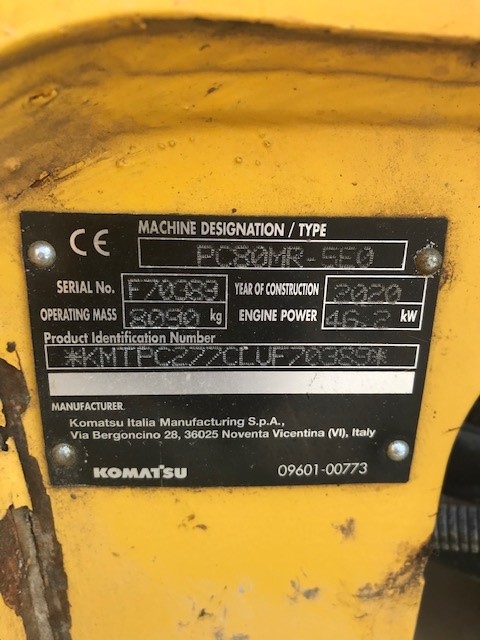 CE MACHINE DESIGNATION / TYPE
PC80MR-5E0
SERIAL No. F70389 YEAR OF CONSTRUCTION 2020
OPERATING MASS 8090 kg ENGINE POWER 46.2 kW
Product Identification Number
*KMTPC277CLUF70389*
MANUFACTURER.
Komatsu Italia Manufacturing S.p.A.,
Via Bergoncino 28, 36025 Noventa Vicentina (VI), Italy
KOMATSU 09601-00773